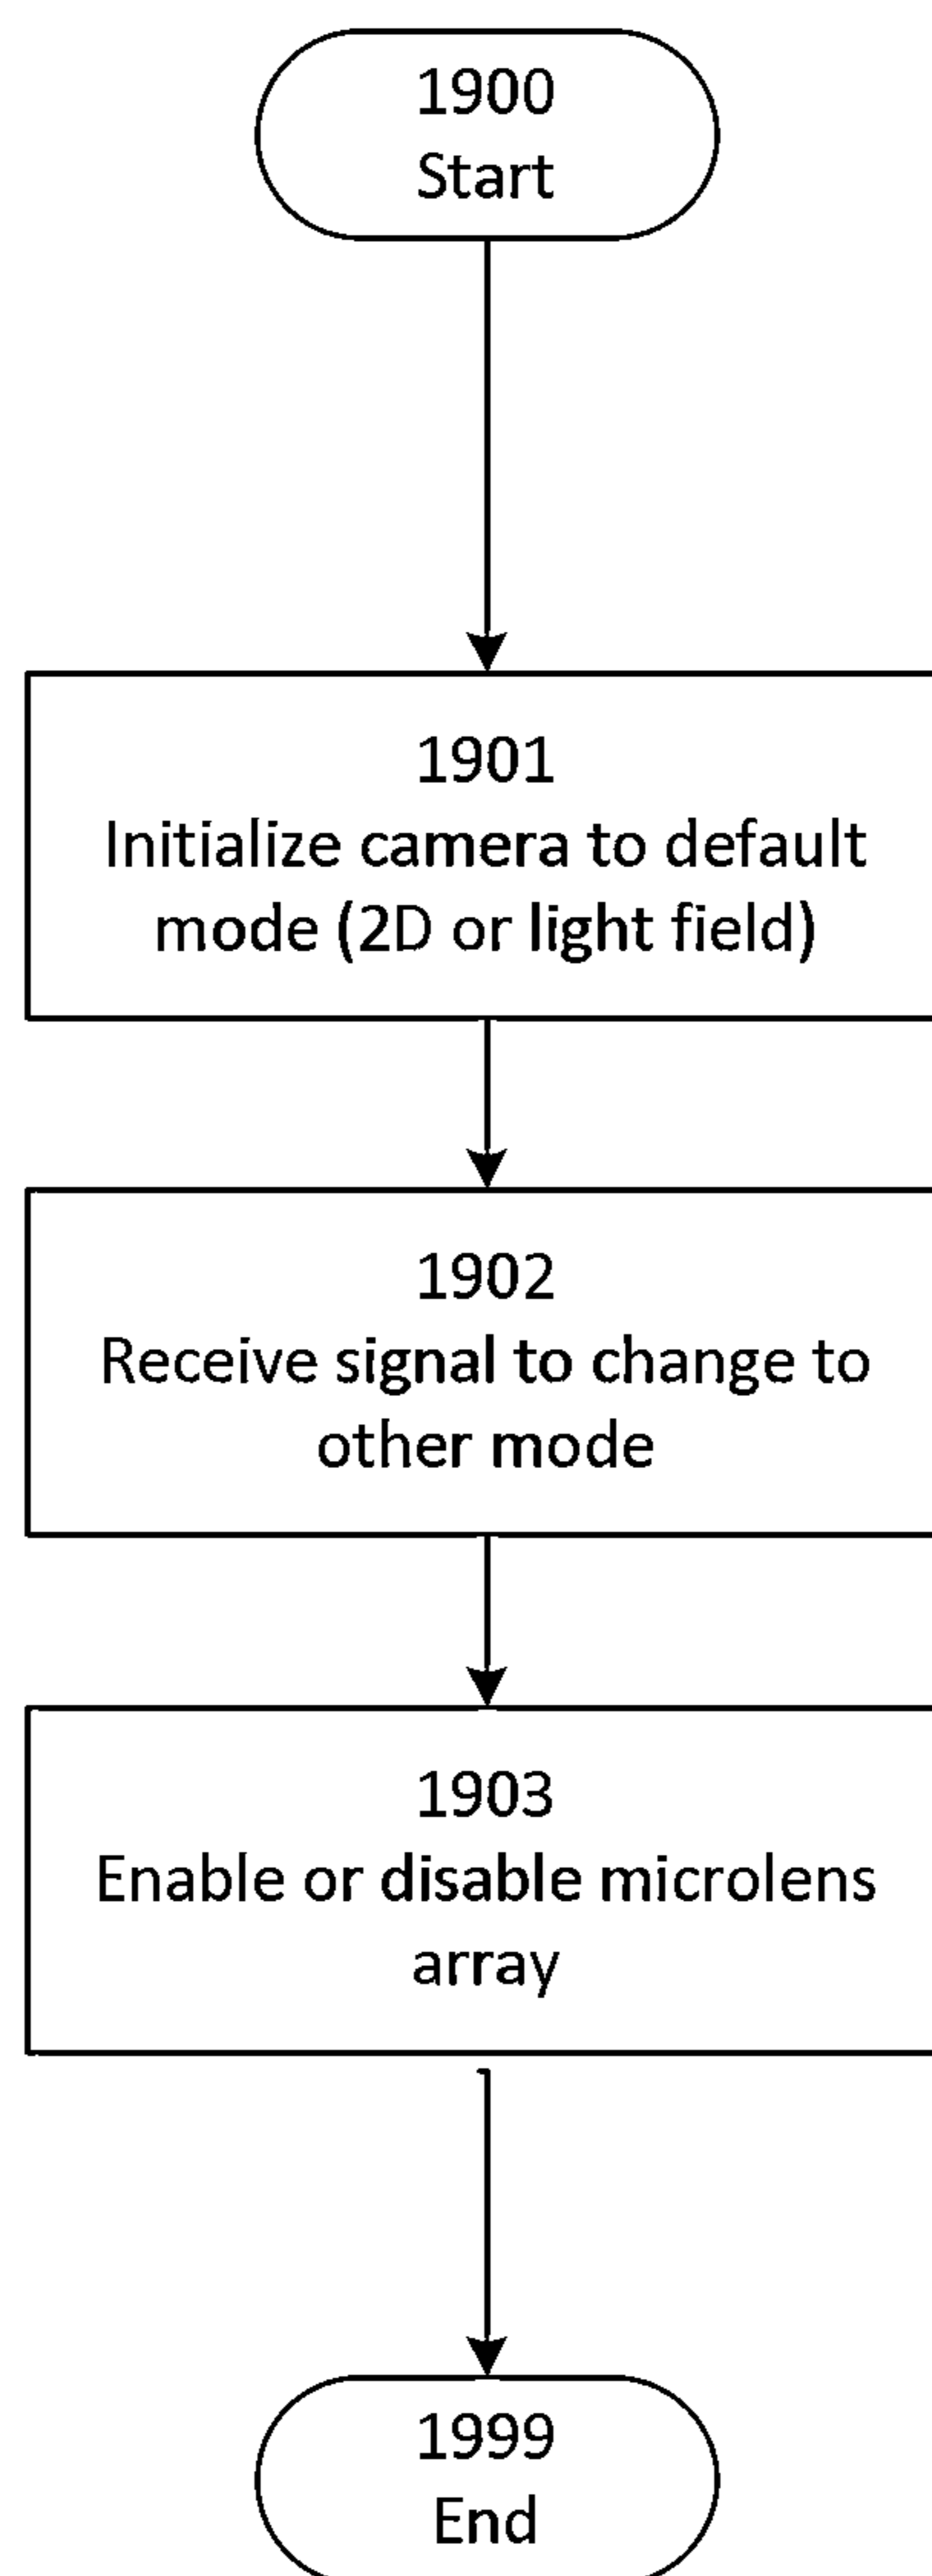 1900
Start
1901
Initialize camera to default
mode (2D or light field)
1902
Receive signal to change to
other mode
1903
Enable or disable microlens
array
1999
End